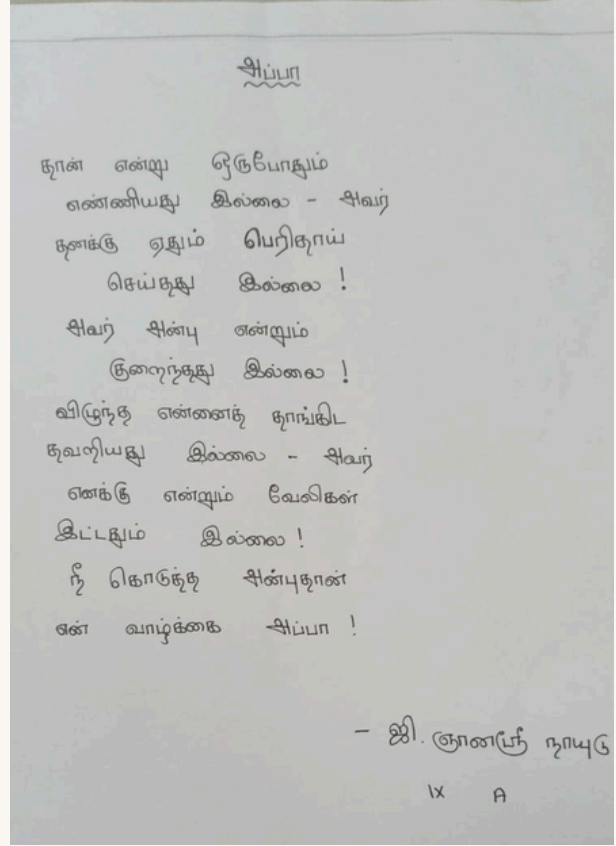 அப்பா
தான் என்று ஒருபோதும்
எண்ணியது இல்லை - அவர்
தனக்கு ஏதும் பெரிதாய்
செய்தது இல்லை !
அவர் அன்பு என்றும்
குறைந்தது இல்லை !
விழுந்த என்னைத் தாங்கிட
தவறியது இல்லை - அவர்
எனக்கு என்றும் வேலிகள்
இட்டதும் இல்லை !
நீ கொடுத்த அன்புதான்
என் வாழ்க்கை அப்பா !
- ஜி. ஞானஸ்ரீ நாயுடு
IX A